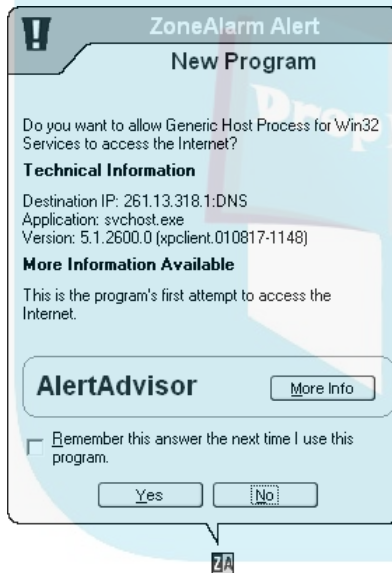 ZoneAlarm Alert
New Program
Do you want to allow Generic Host Process for Win32
Services to access the Internet?
Technical Information
Destination IP: 261.13.318.1:DNS
Application: svchost.exe
Version: 5.1.2600.0 (xpclient.010817-1148)
More Information Available
This is the program's first attempt to access the
Internet.
AlertAdvisor
More Info
Remember this answer the next time I use this
program.
Yes
No
ZA